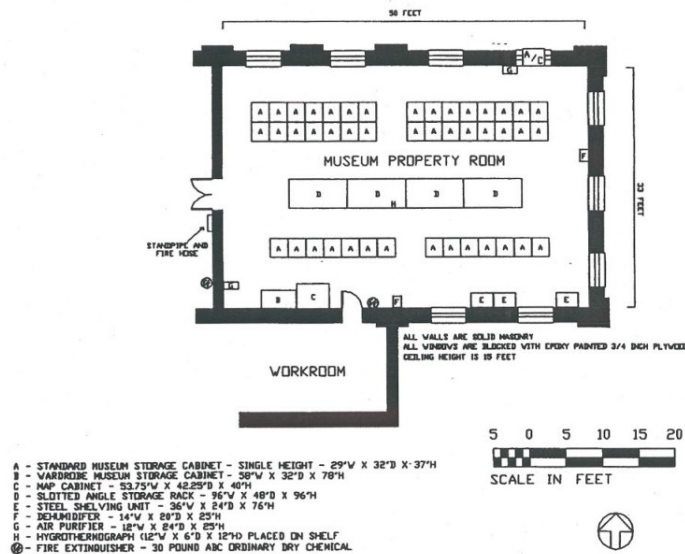 50 FEET
A/C
G
A A A A A A A A A A A A A A A
A A A A A A A A A A A A A A A
MUSEUM PROPERTY ROOM
F
D D D D
H
33 FEET
STANDPIPE AND
FIRE HOSE
A A A A A A A A A A A A A A
G
B C F E E E
ALL WALLS ARE SOLID MASONRY
ALL WINDOWS ARE BLOCKED WITH EPOXY PAINTED 3/4 INCH PLYWOOD
CEILING HEIGHT IS 15 FEET
WORKROOM
5 0 5 10 15 20
SCALE IN FEET
A - STANDARD MUSEUM STORAGE CABINET - SINGLE HEIGHT - 29"W X 32"D X 37"H
B - WARDROBE MUSEUM STORAGE CABINET - 58"W X 32"D X 78"H
C - MAP CABINET - 53.75"W X 42.25"D X 40"H
D - SLOTTED ANGLE STORAGE RACK - 96"W X 48"D X 96"H
E - STEEL SHELVING UNIT - 36"W X 24"D X 76"H
F - DEHUMIDIFER - 14"W X 20"D X 25"H
G - AIR PURIFIER - 12"W X 24"D X 25"H
H - HYGROTHERMOGRAPH (12"W X 6"D X 12"H) PLACED ON SHELF
- FIRE EXTINGUISHER - 30 POUND ABC ORDINARY DRY CHEMICAL